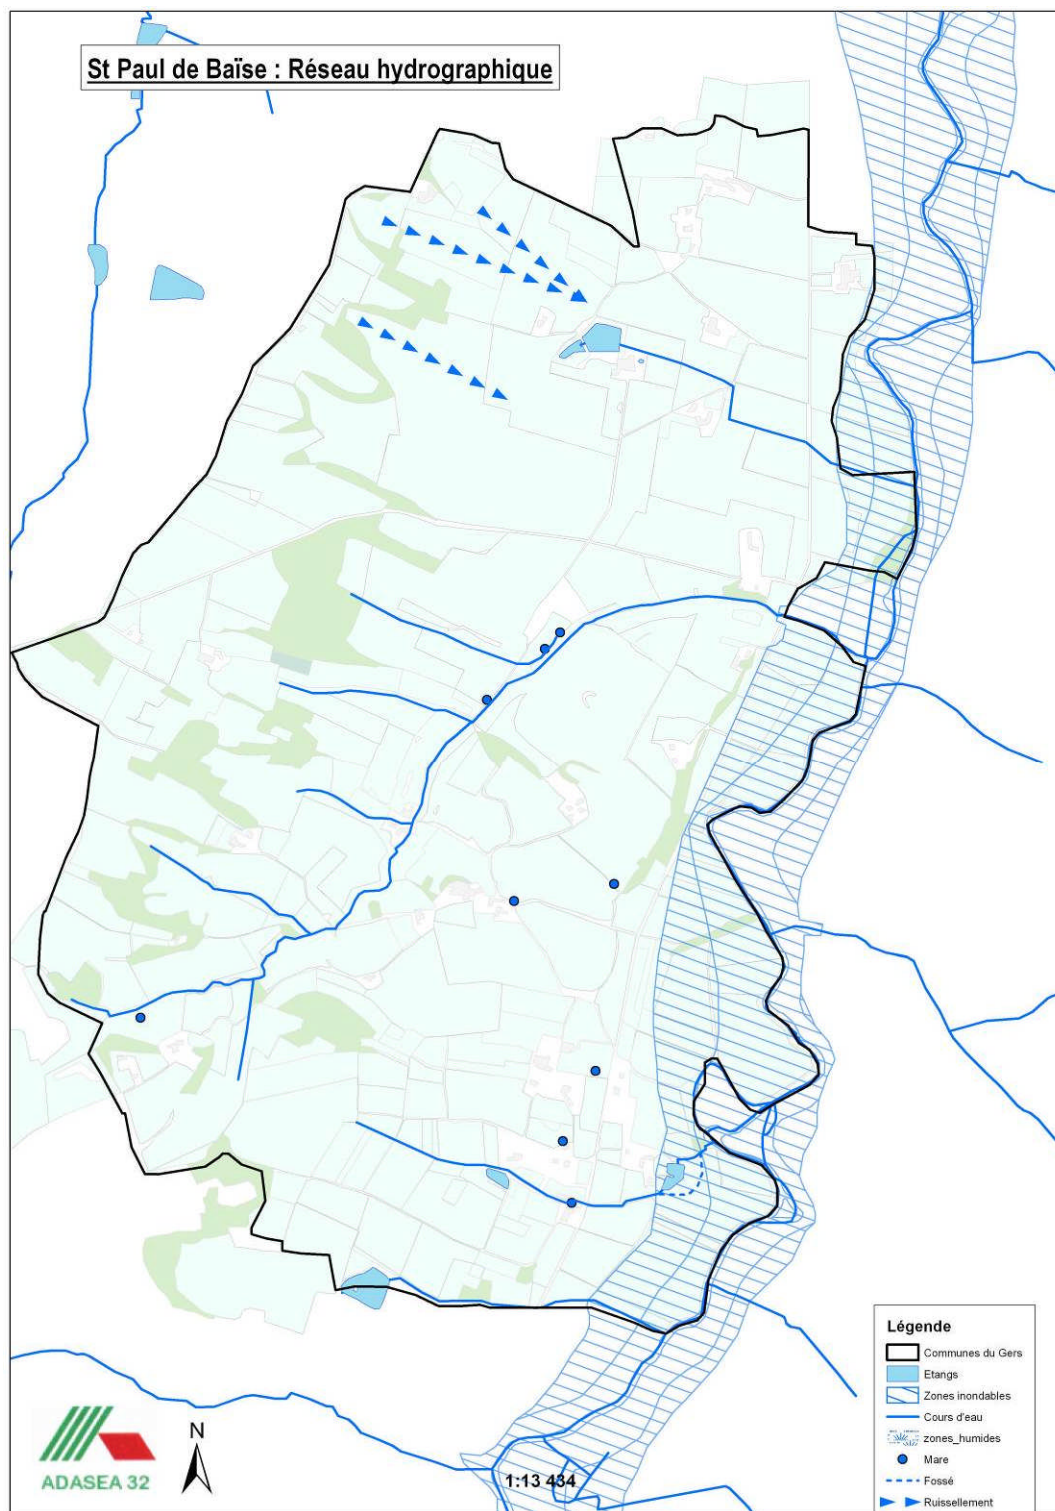 St Paul de Baïse : Réseau hydrographique
Légende
Communes du Gers
Etangs
Zones inondables
Cours d'eau
zones_humides
Mare
Fossé
Ruissellement
ADASEA 32
N
1:13 434